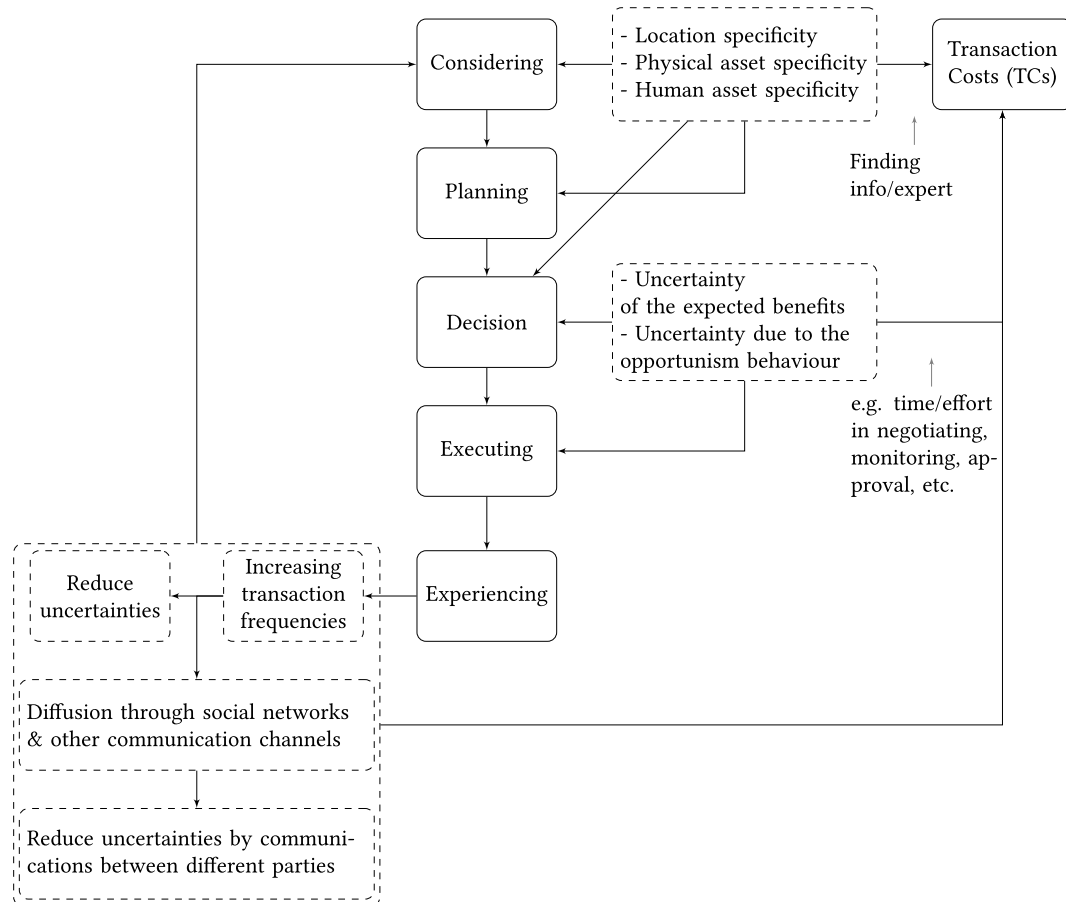 Considering
- Location specificity
- Physical asset specificity
- Human asset specificity
Transaction
Costs (TCs)
Finding
info/expert
Planning
Decision
- Uncertainty
of the expected benefits
- Uncertainty due to the
opportunism behaviour
e.g. time/effort
in negotiating,
monitoring, ap-
proval, etc.
Executing
Experiencing
Increasing
transaction
frequencies
Reduce
uncertainties
Diffusion through social networks
& other communication channels
Reduce uncertainties by communi-
cations between different parties